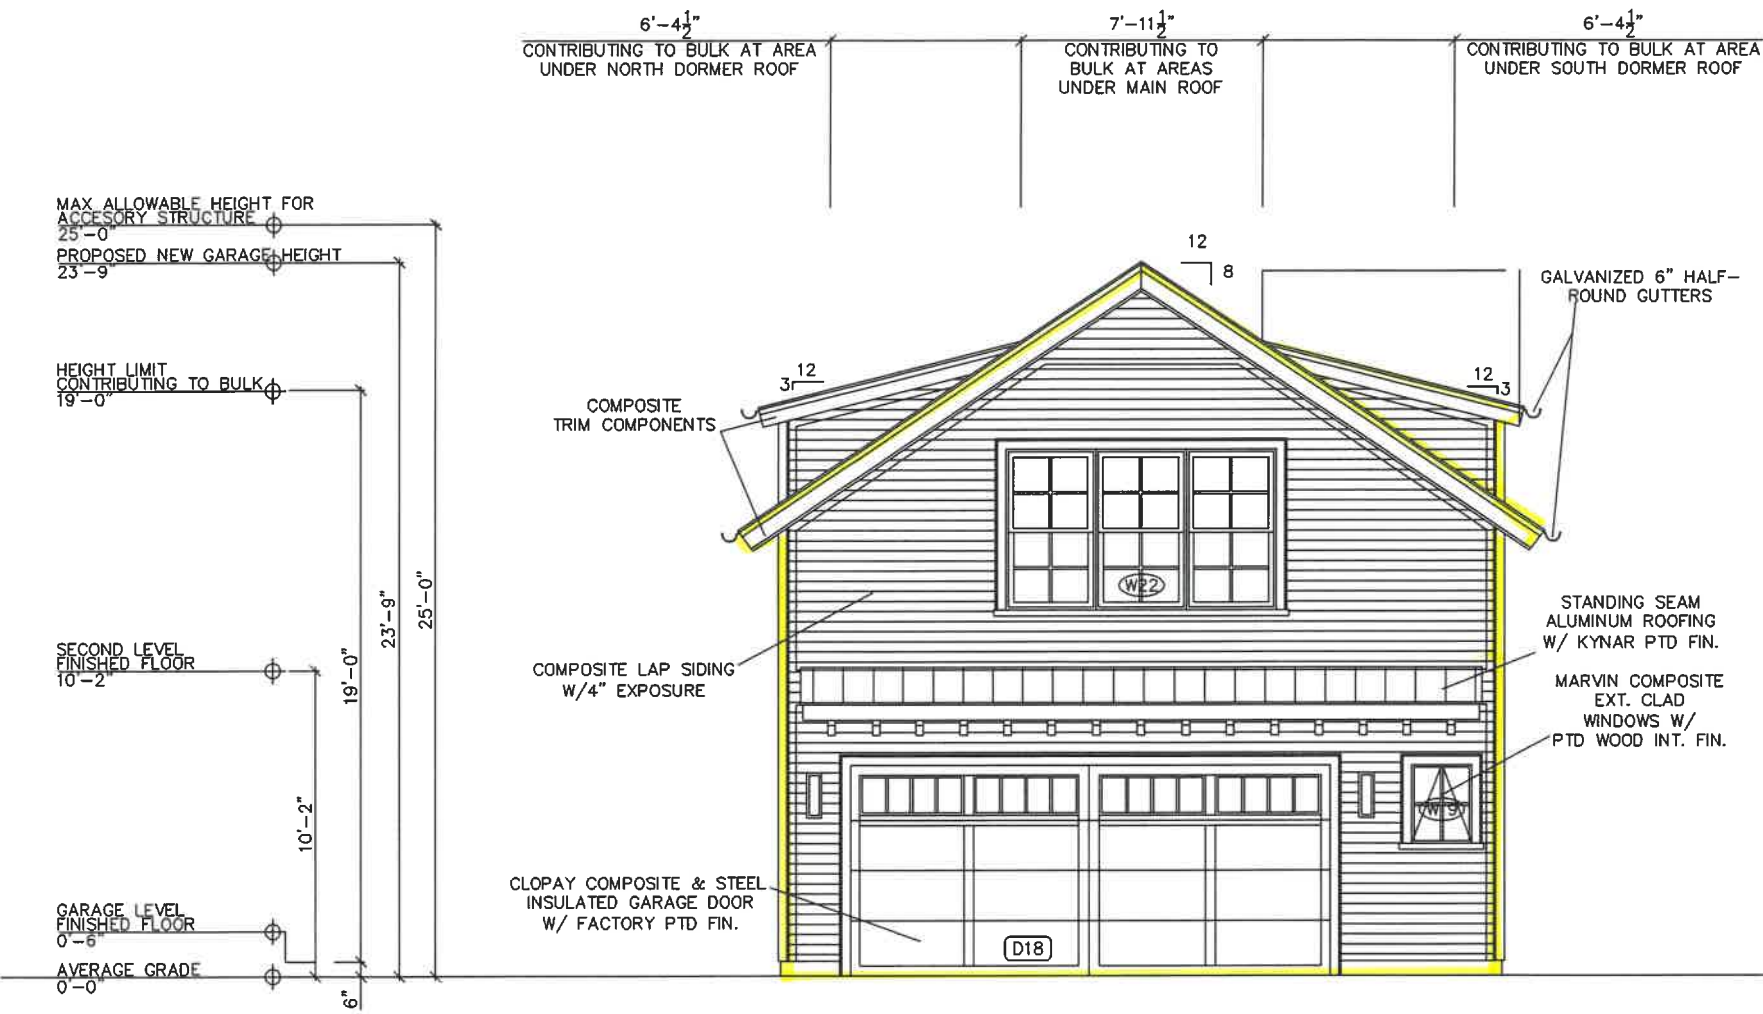 6'-4½"
CONTRIBUTING TO BULK AT AREA
UNDER NORTH DORMER ROOF
7'-11½"
CONTRIBUTING TO
BULK AT AREAS
UNDER MAIN ROOF
6'-4½"
CONTRIBUTING TO BULK AT AREA
UNDER SOUTH DORMER ROOF
MAX ALLOWABLE HEIGHT FOR
ACCESORY STRUCTURE
25'-0"
PROPOSED NEW GARAGE HEIGHT
23'-9"
HEIGHT LIMIT
CONTRIBUTING TO BULK
19'-0"
SECOND LEVEL
FINISHED FLOOR
10'-2"
GARAGE LEVEL
FINISHED FLOOR
0'-6"
AVERAGE GRADE
0'-0"
10'-2"
19'-0"
6"
23'-9"
25'-0"
12
8
12
3
12
3
GALVANIZED 6" HALF-
ROUND GUTTERS
COMPOSITE
TRIM COMPONENTS
W22
COMPOSITE LAP SIDING
W/4" EXPOSURE
STANDING SEAM
ALUMINUM ROOFING
W/ KYNAR PTD FIN.
MARVIN COMPOSITE
EXT. CLAD
WINDOWS W/
PTD WOOD INT. FIN.
CLOPAY COMPOSITE & STEEL
INSULATED GARAGE DOOR
W/ FACTORY PTD FIN.
D18